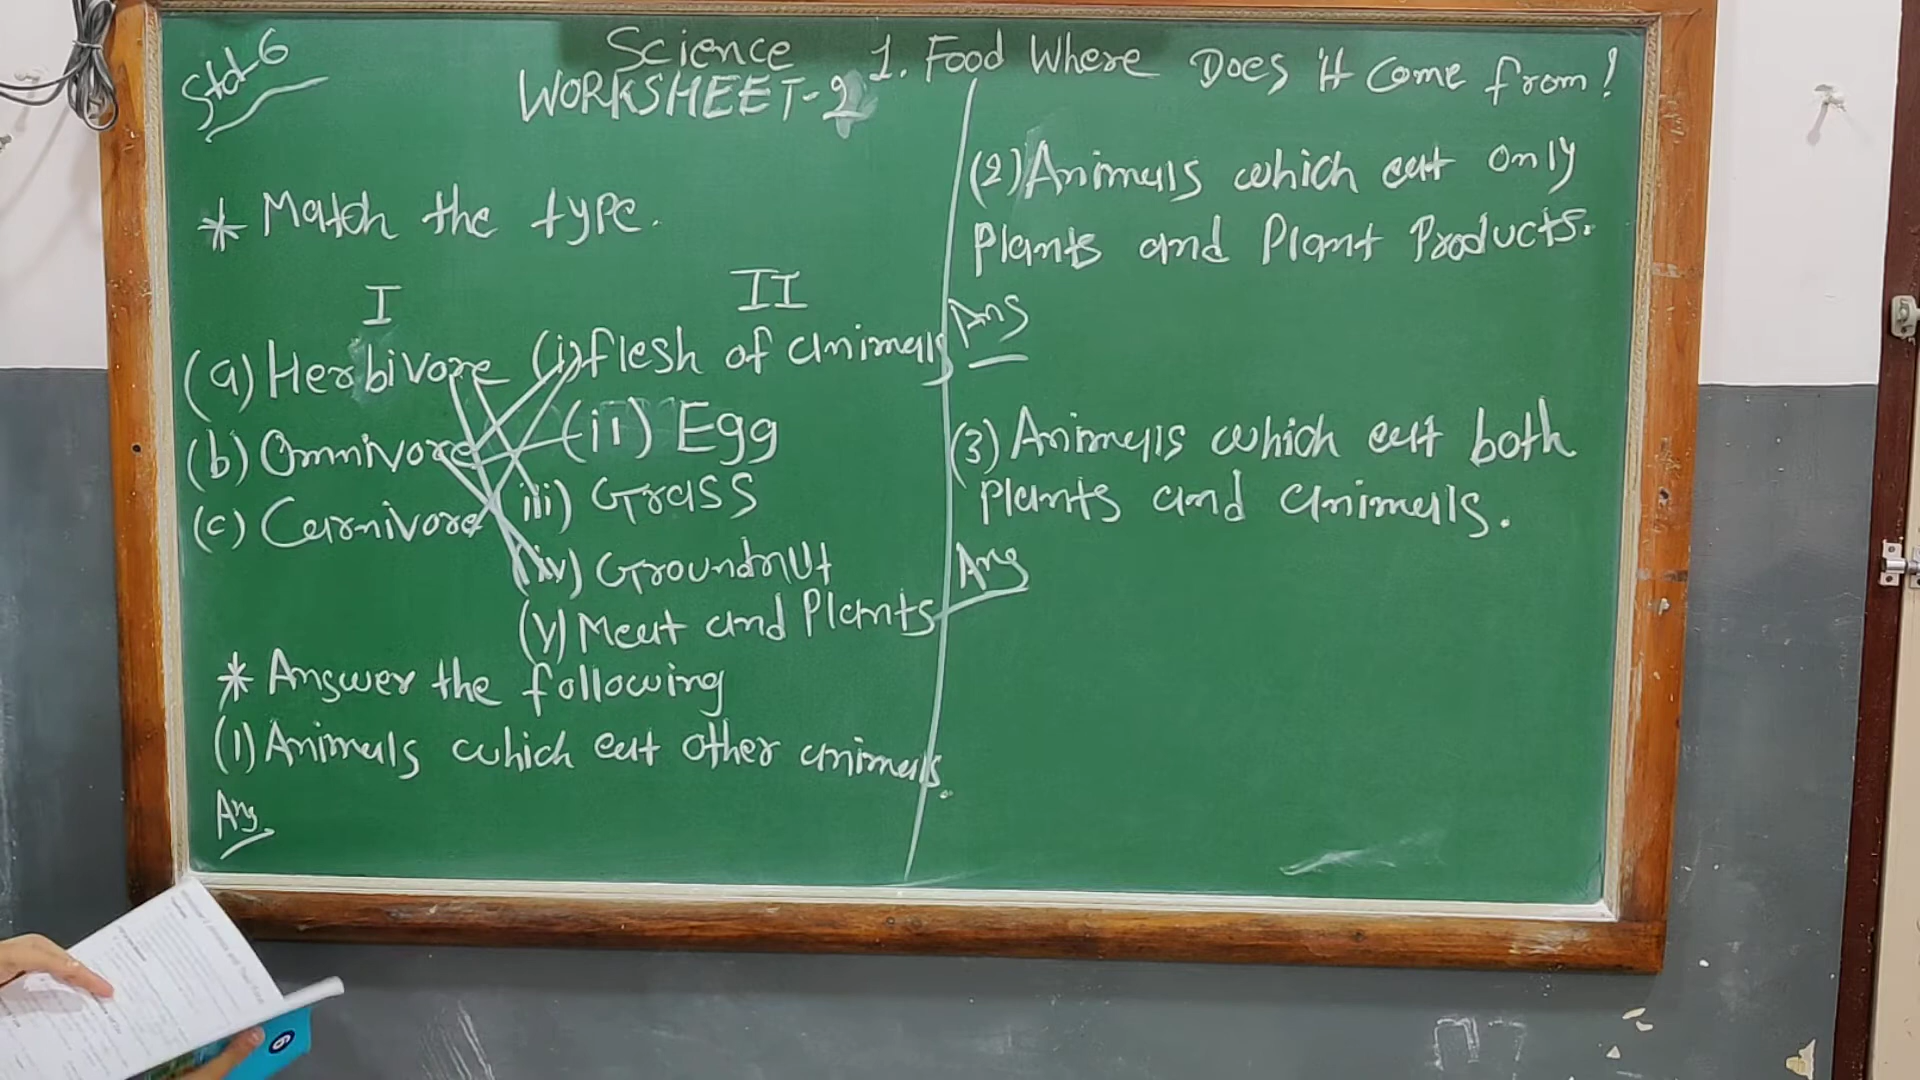 Std-6
Science 1. Food Where Does it Come from?
WORKSHEET-2
* Match the type.
I II
(a) Herbivore (i) flesh of animals
(b) Omnivore (ii) Egg
(c) Carnivore iii) Grass
(iv) Groundnut
(v) Meat and Plants
* Answer the following
(1) Animals which eat other animals.
Ans
(2) Animals which eat only
Plants and Plant Products.
Ans
(3) Animals which eat both
Plants and animals.
Ans
6